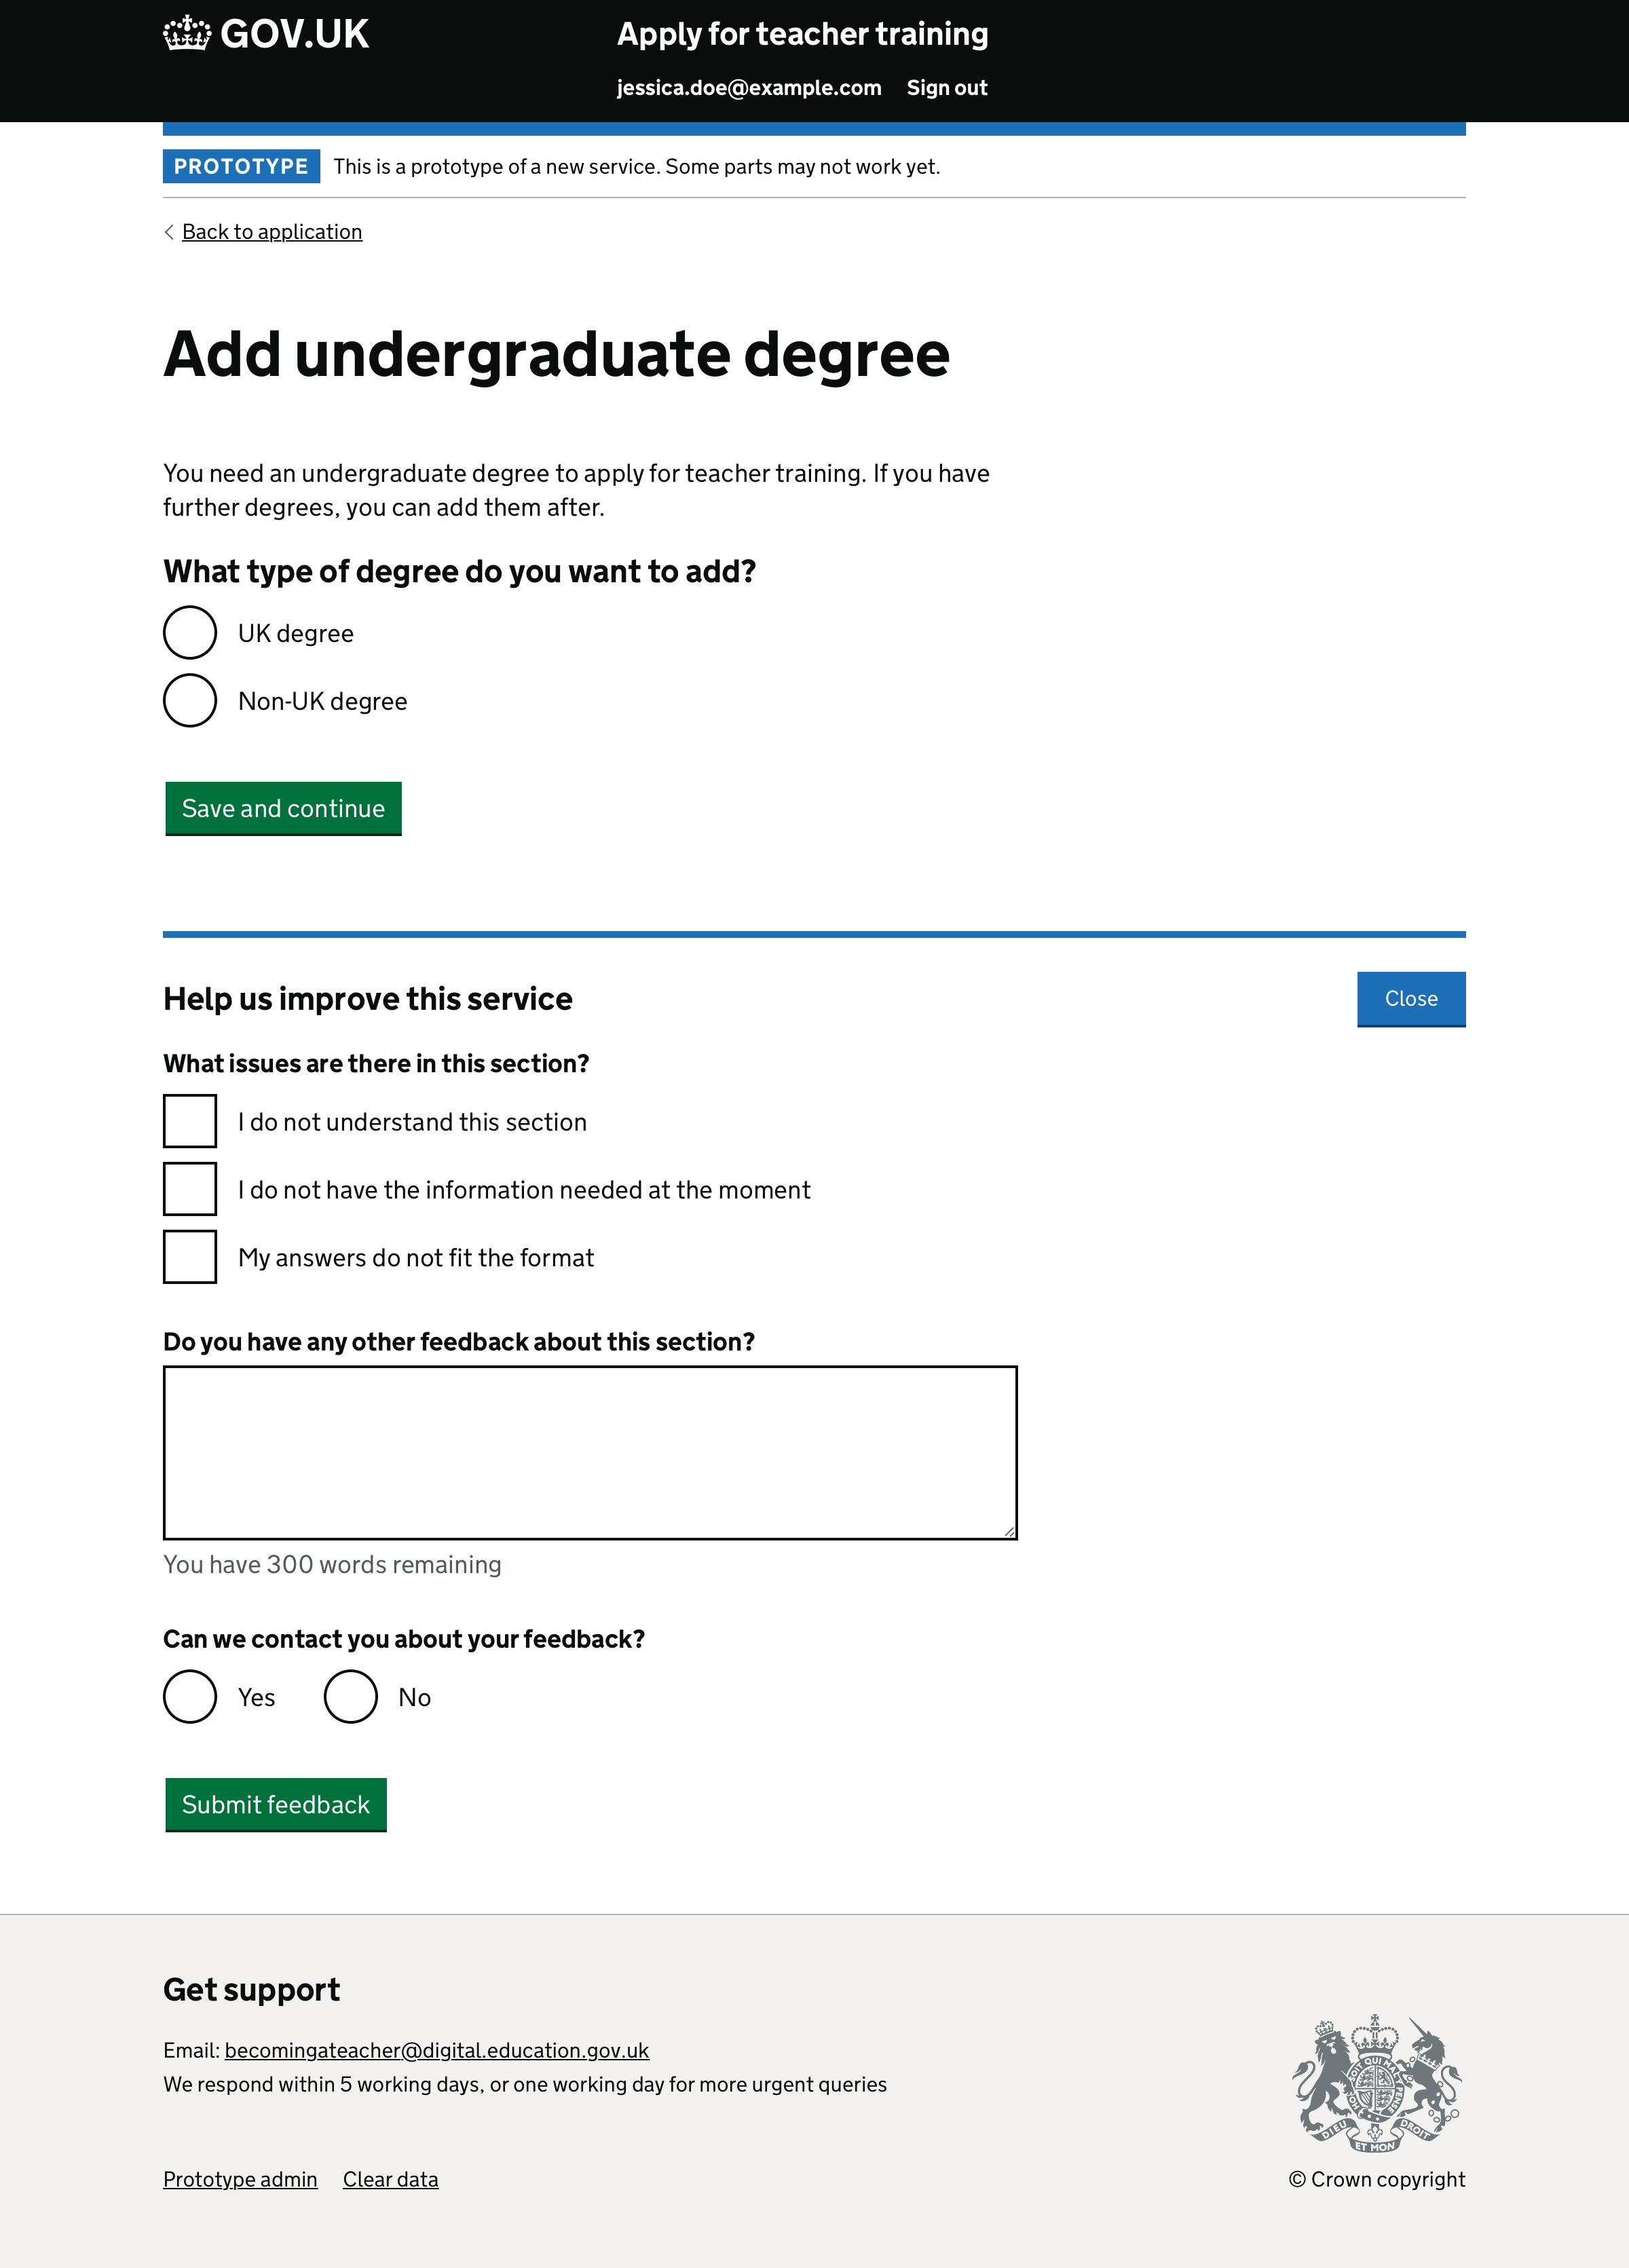 GOV.UK
Apply for teacher training
jessica.doe@example.com Sign out
PROTOTYPE This is a prototype of a new service. Some parts may not work yet.
Back to application
Add undergraduate degree
You need an undergraduate degree to apply for teacher training. If you have
further degrees, you can add them after.
What type of degree do you want to add?
UK degree
Non-UK degree
Save and continue
Help us improve this service
Close
What issues are there in this section?
I do not understand this section
I do not have the information needed at the moment
My answers do not fit the format
Do you have any other feedback about this section?
You have 300 words remaining
Can we contact you about your feedback?
Yes No
Submit feedback
Get support
Email: becomingateacher@digital.education.gov.uk
We respond within 5 working days, or one working day for more urgent queries
DIEU ET MON DROIT
Prototype admin Clear data
© Crown copyright